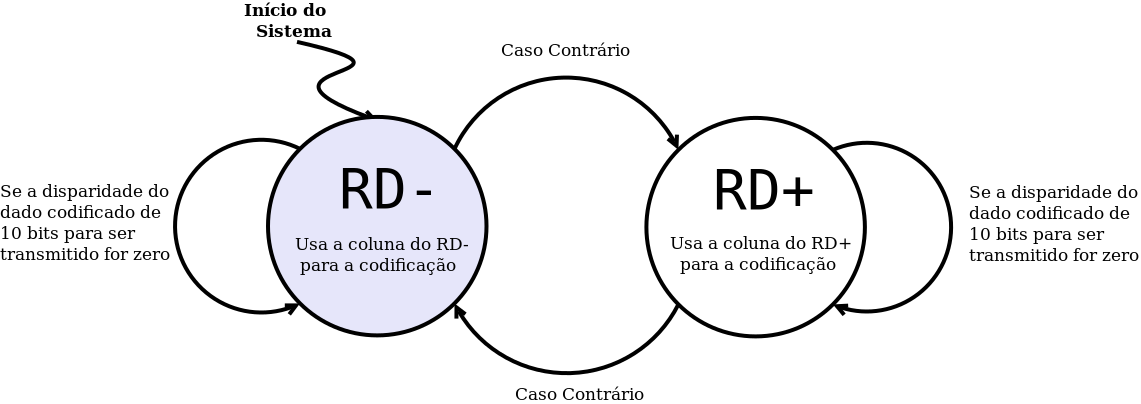 Início do
Sistema
Caso Contrário
Se a disparidade do
dado codificado de
10 bits para ser
transmitido for zero
RD-
Usa a coluna do RD-
para a codificação
RD+
Usa a coluna do RD+
para a codificação
Se a disparidade do
dado codificado de
10 bits para ser
transmitido for zero
Caso Contrário